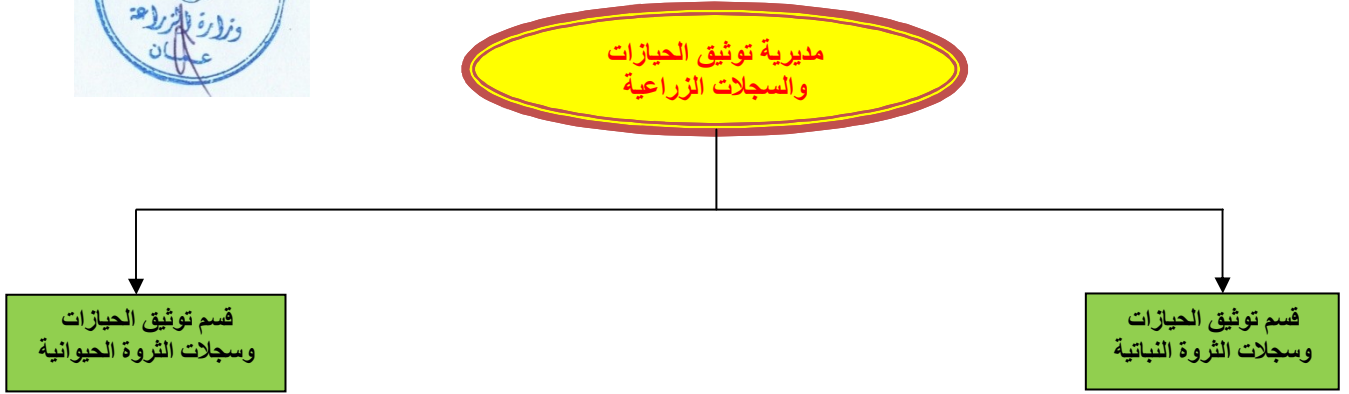 وزارة الزراعة
عمان
مديرية توثيق الحيازات
والسجلات الزراعية
قسم توثيق الحيازات
وسجلات الثروة النباتية
قسم توثيق الحيازات
وسجلات الثروة الحيوانية